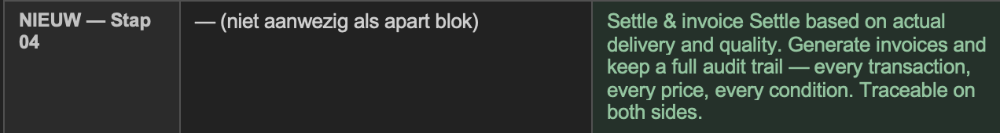 NIEUW — Stap
04
— (niet aanwezig als apart blok)
Settle & invoice Settle based on actual
delivery and quality. Generate invoices and
keep a full audit trail — every transaction,
every price, every condition. Traceable on
both sides.